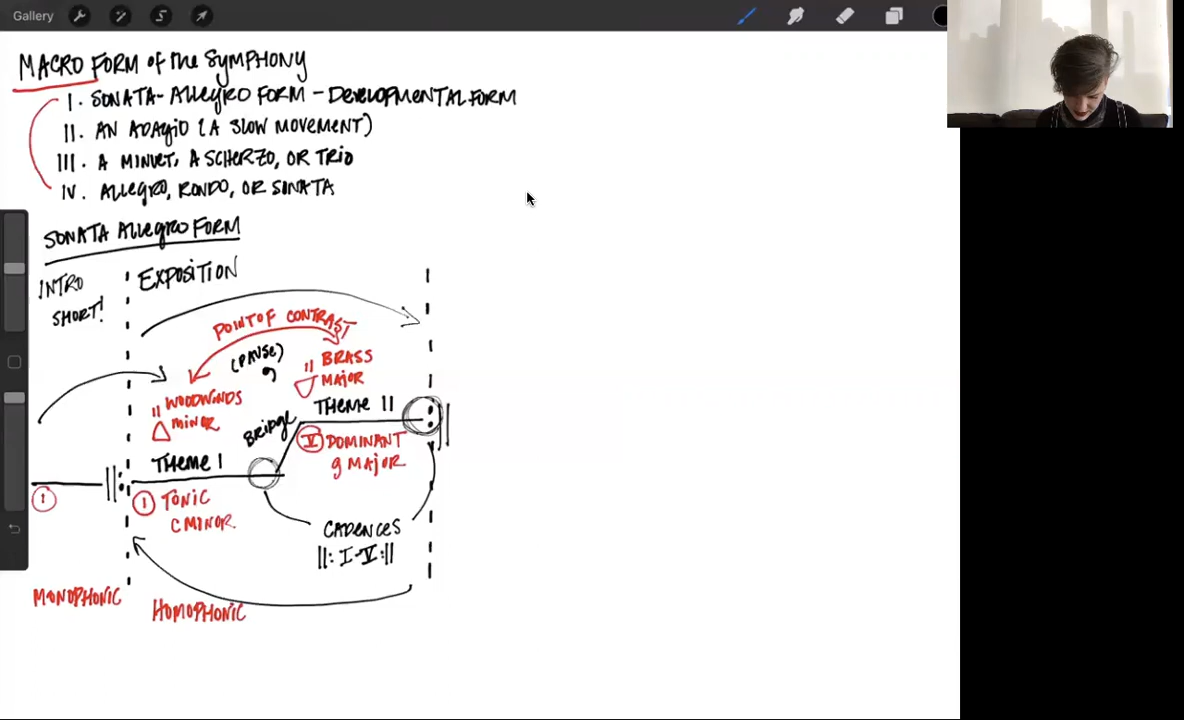 Gallery
MACRO FORM of the SYMPHONY
I. SONATA-ALLEGRO FORM - DEVELOPMENTAL FORM
II. AN ADAGIO (A SLOW MOVEMENT)
III. A MINUET, A SCHERZO, OR TRIO
IV. ALLEGRO, RONDO, OR SONATA
SONATA ALLEGRO FORM
INTRO
SHORT!
EXPOSITION
POINT OF CONTRAST
(PAUSE)
BRASS
MAJOR
WOODWINDS
MINOR
BRIDGE
THEME II
V DOMINANT
g MAJOR
THEME I
I
I TONIC
C MINOR
CADENCES
||: I-V :||
MONOPHONIC
HOMOPHONIC